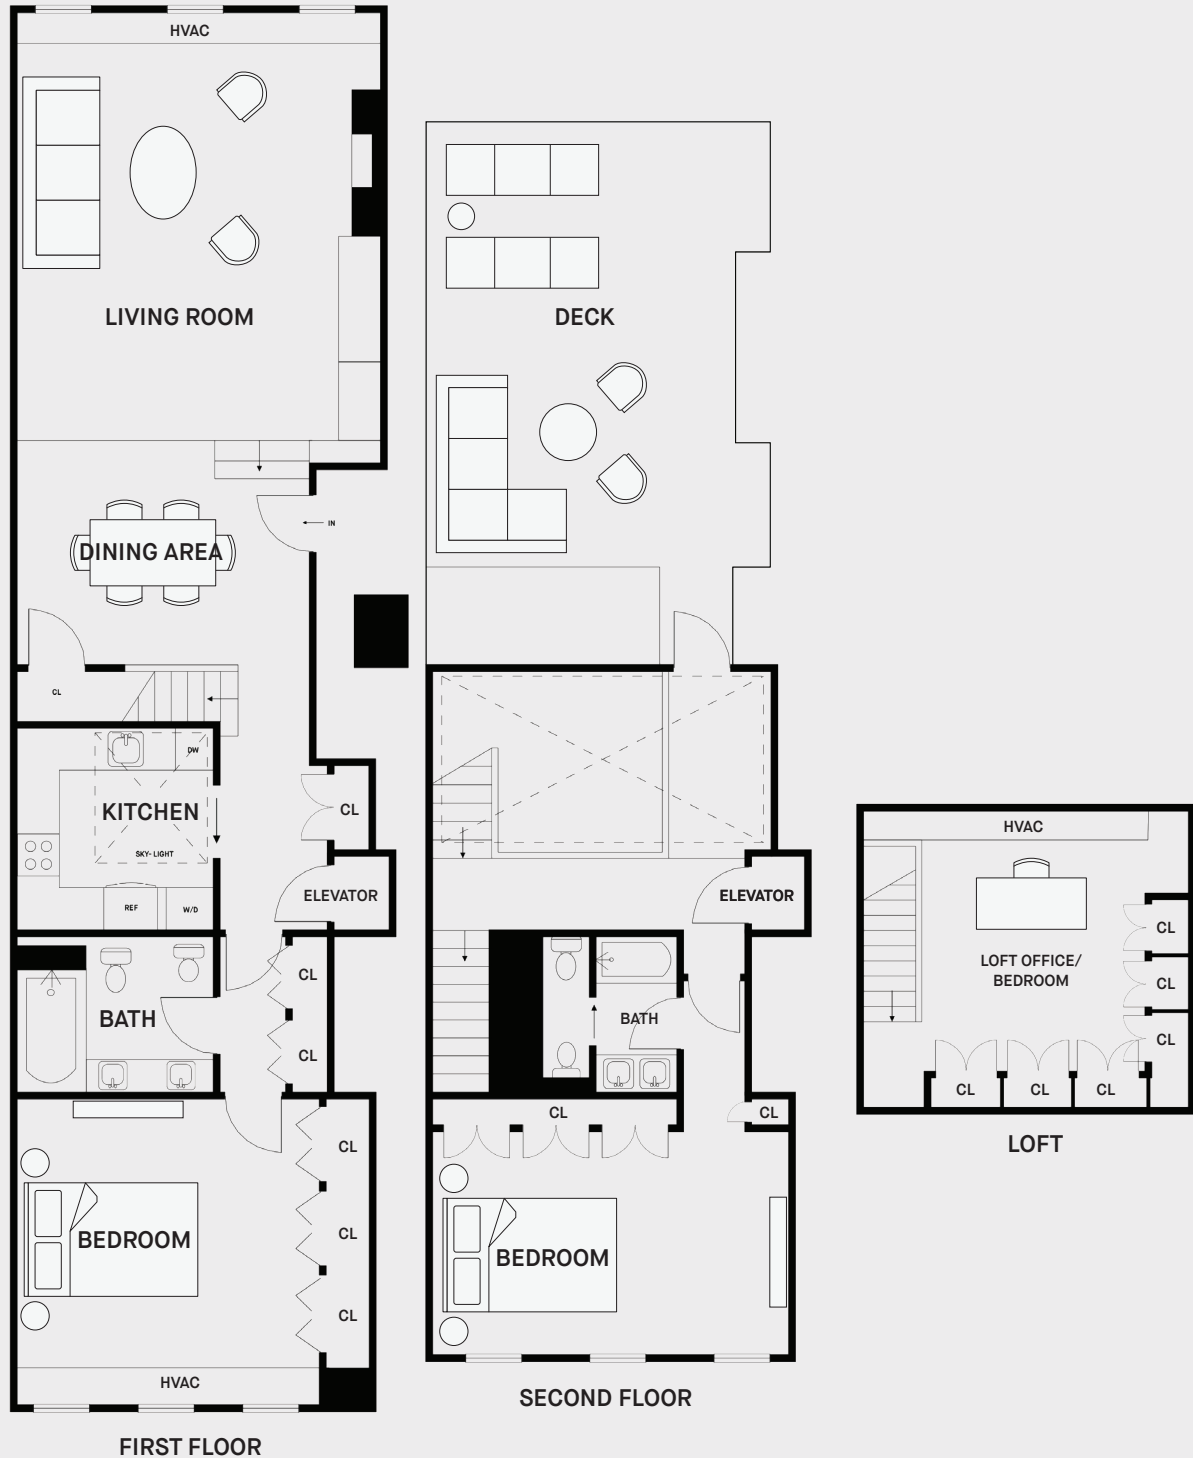 HVAC
LIVING ROOM
IN
DINING AREA
CL
DW
KITCHEN
CL
SKY-LIGHT
REF
W/D
ELEVATOR
CL
BATH
CL
CL
BEDROOM
CL
CL
HVAC
FIRST FLOOR
DECK
ELEVATOR
BATH
CL
CL
BEDROOM
SECOND FLOOR
HVAC
CL
LOFT OFFICE/
BEDROOM
CL
CL
CL
CL
CL
LOFT